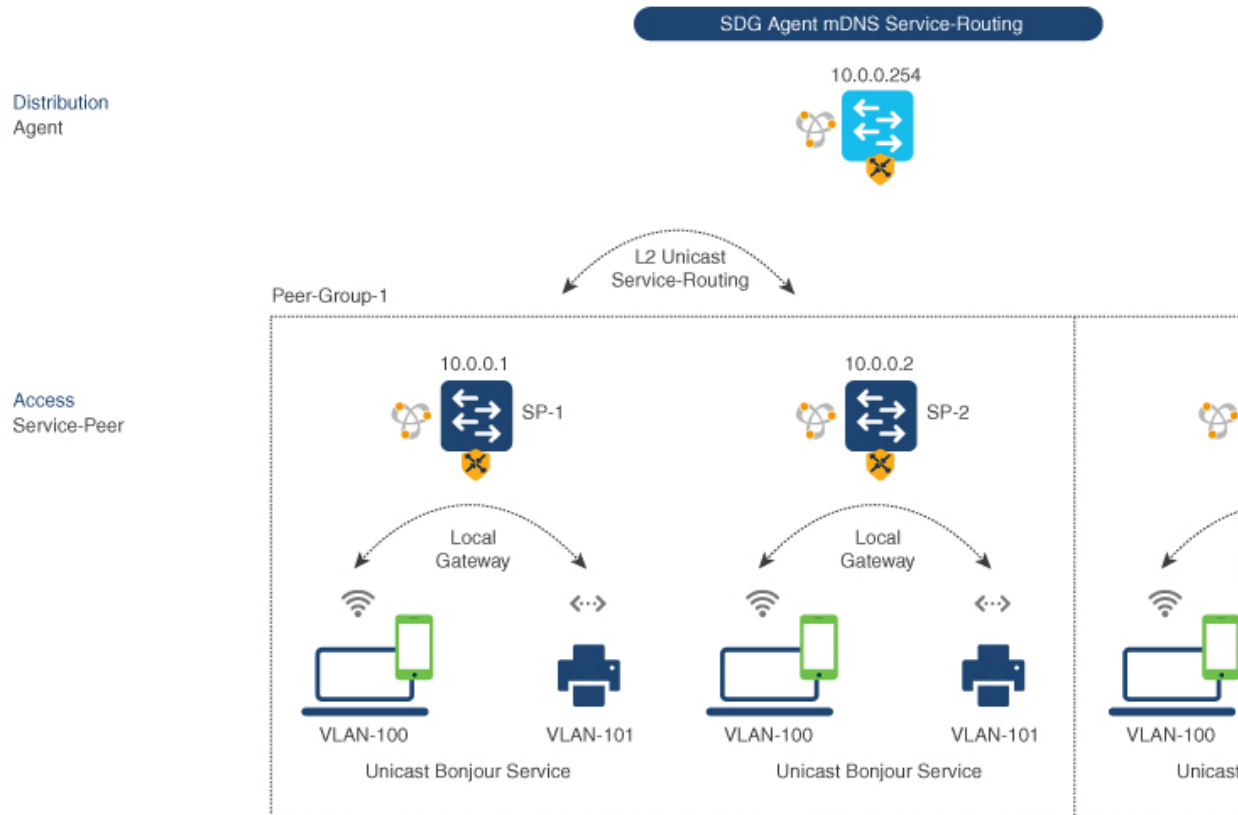 SDG Agent mDNS Service-Routing
10.0.0.254
Distribution
Agent
L2 Unicast
Service-Routing
Peer-Group-1
10.0.0.1
10.0.0.2
Access
Service-Peer
SP-1
SP-2
Local
Gateway
Local
Gateway
VLAN-100
VLAN-101
VLAN-100
VLAN-101
VLAN-100
Unicast Bonjour Service
Unicast Bonjour Service
Unicast